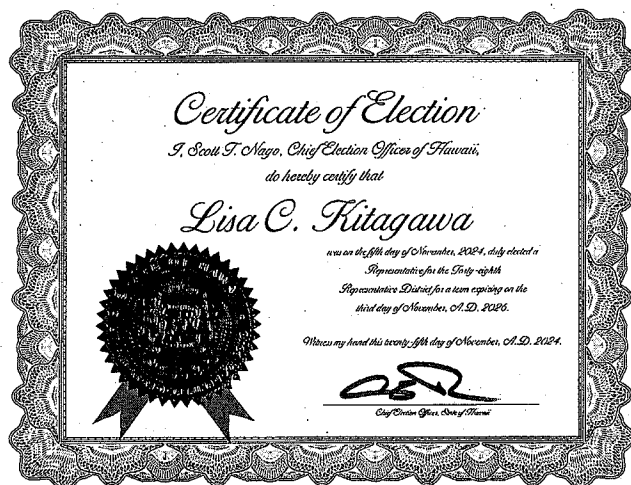 Certificate of Election
I, Scott T. Nago, Chief Election Officer of Hawaii,
do hereby certify that
Lisa C. Kitagawa
was on the fifth day of November, 2024, duly elected a
Representative for the Forty-eighth
Representative District for a term expiring on the
third day of November, A.D. 2026.
Witness my hand this twenty-fifth day of November, A.D. 2024.
Chief Election Officer, State of Hawaii